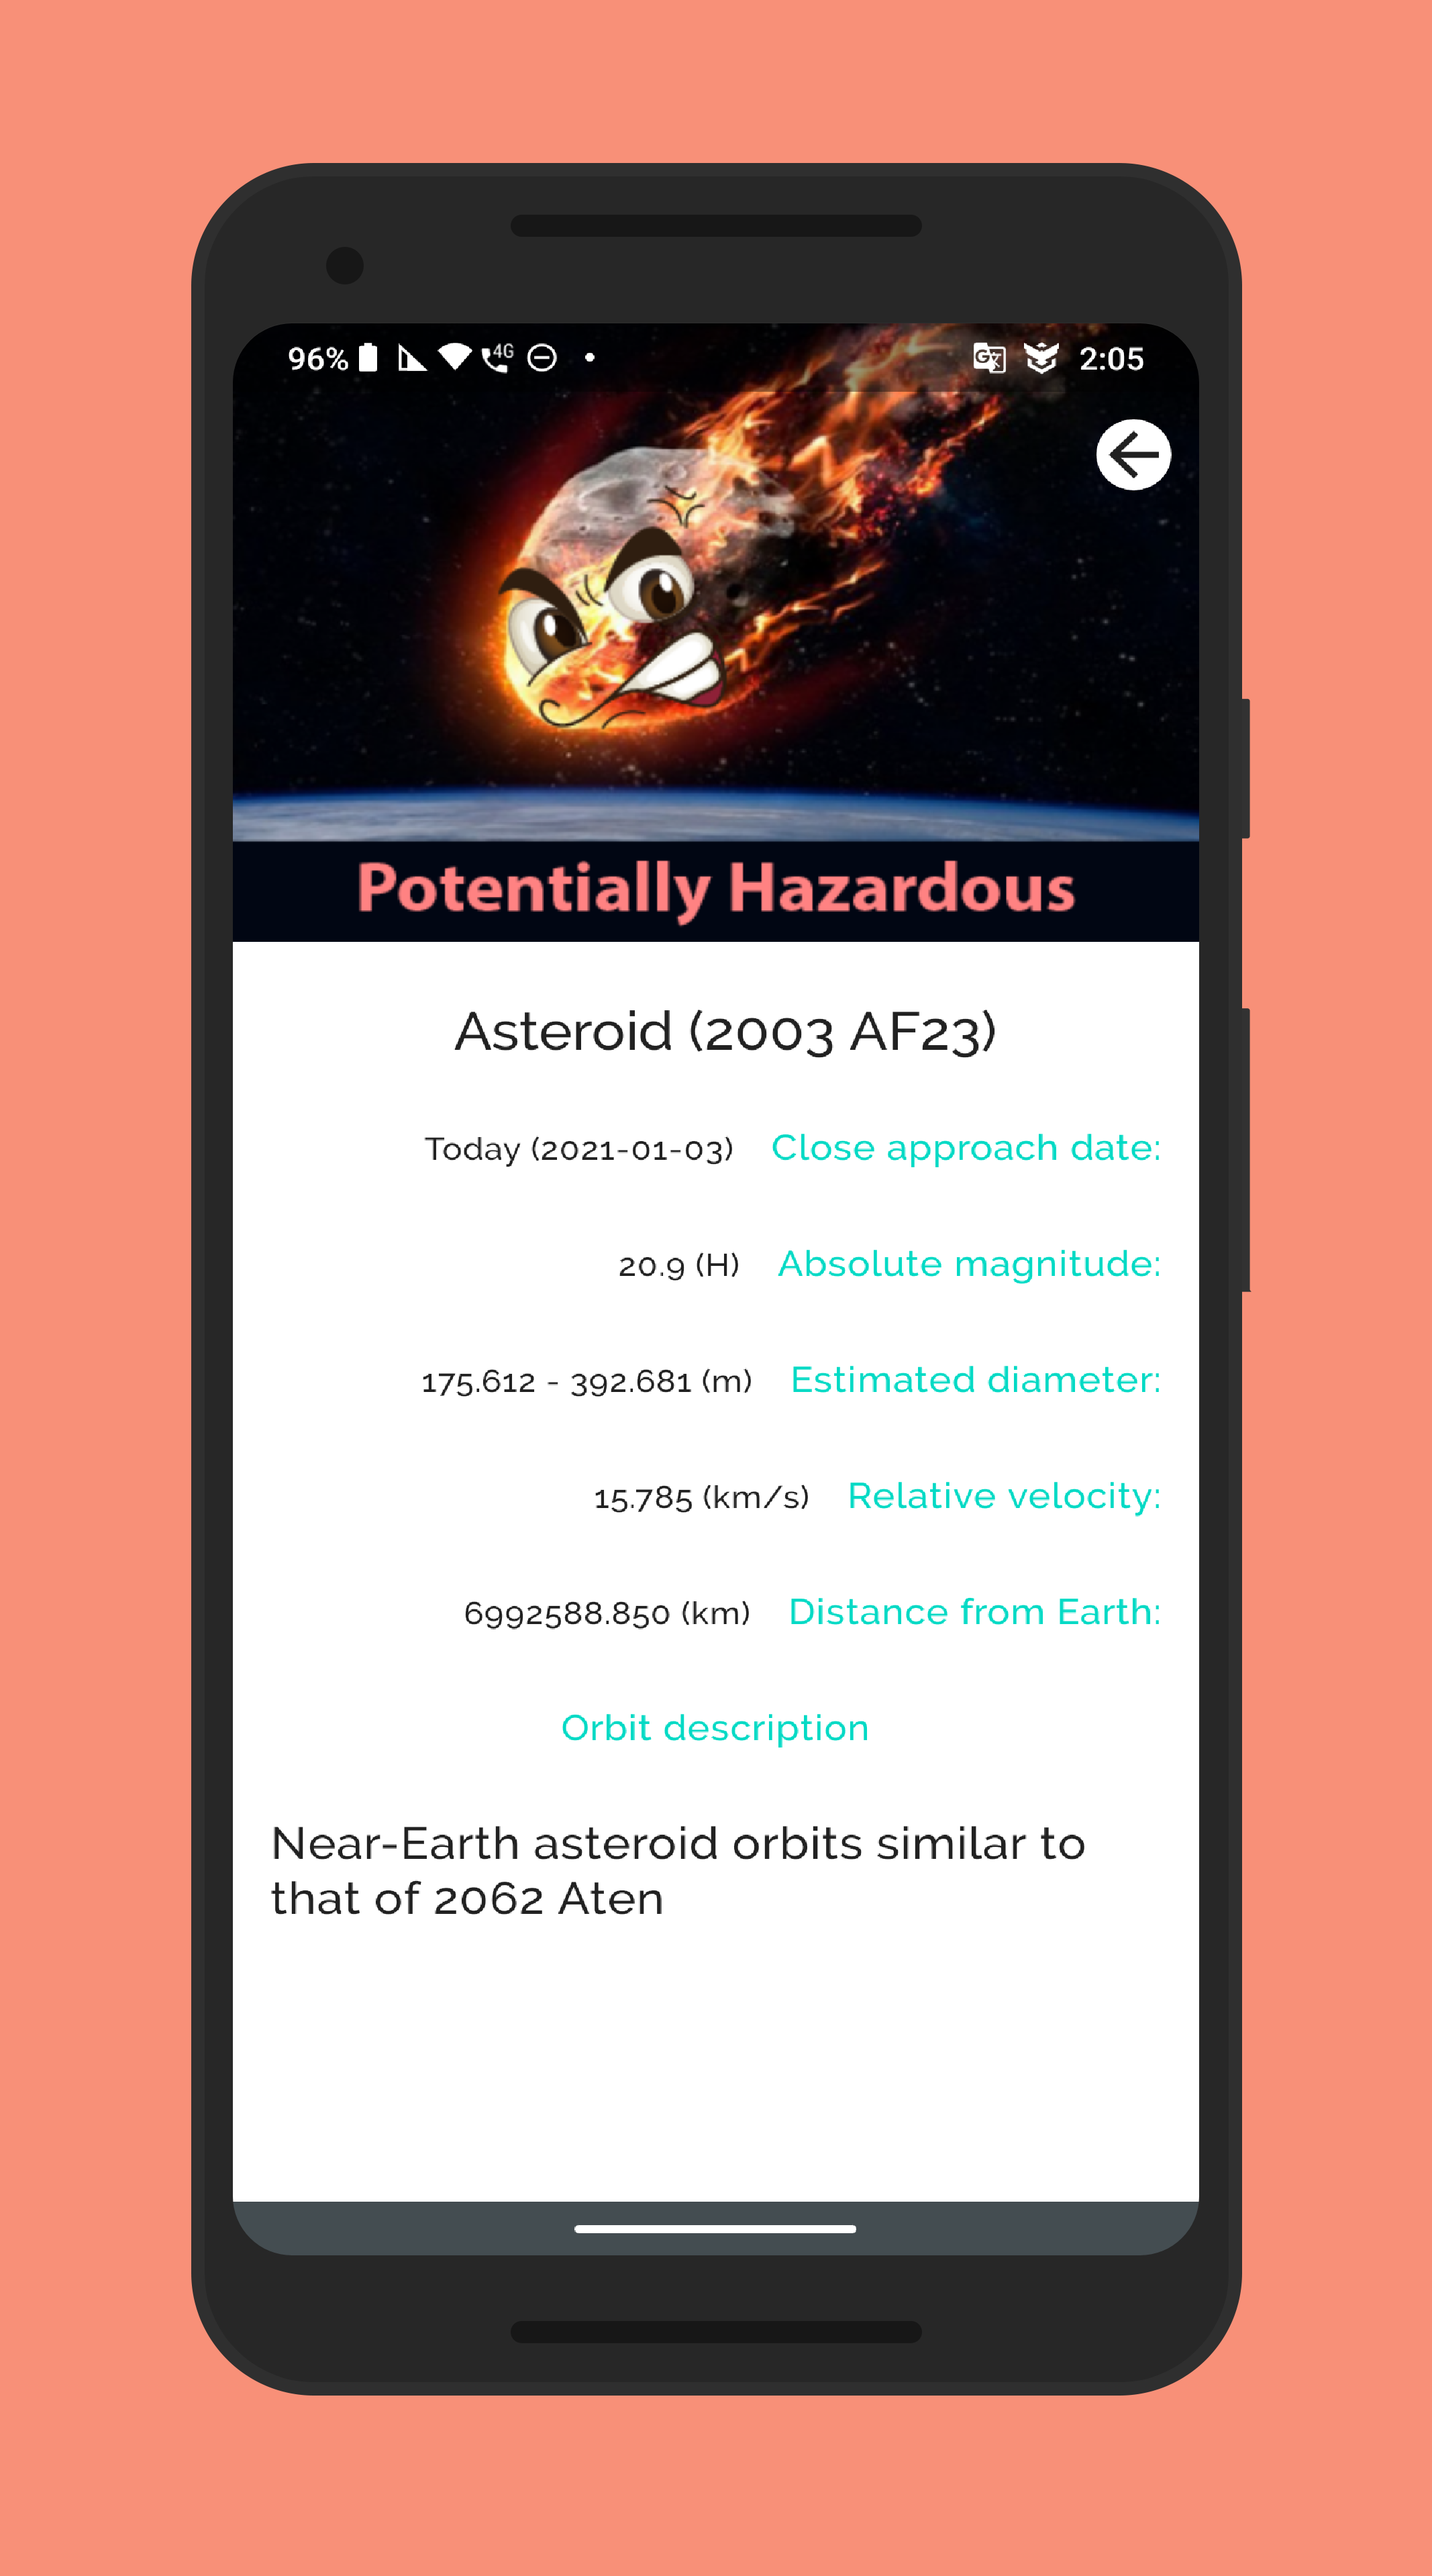 96% 4G 2:05
Potentially Hazardous
Asteroid (2003 AF23)
Today (2021-01-03) Close approach date:
20.9 (H) Absolute magnitude:
175.612 - 392.681 (m) Estimated diameter:
15.785 (km/s) Relative velocity:
6992588.850 (km) Distance from Earth:
Orbit description
Near-Earth asteroid orbits similar to
that of 2062 Aten